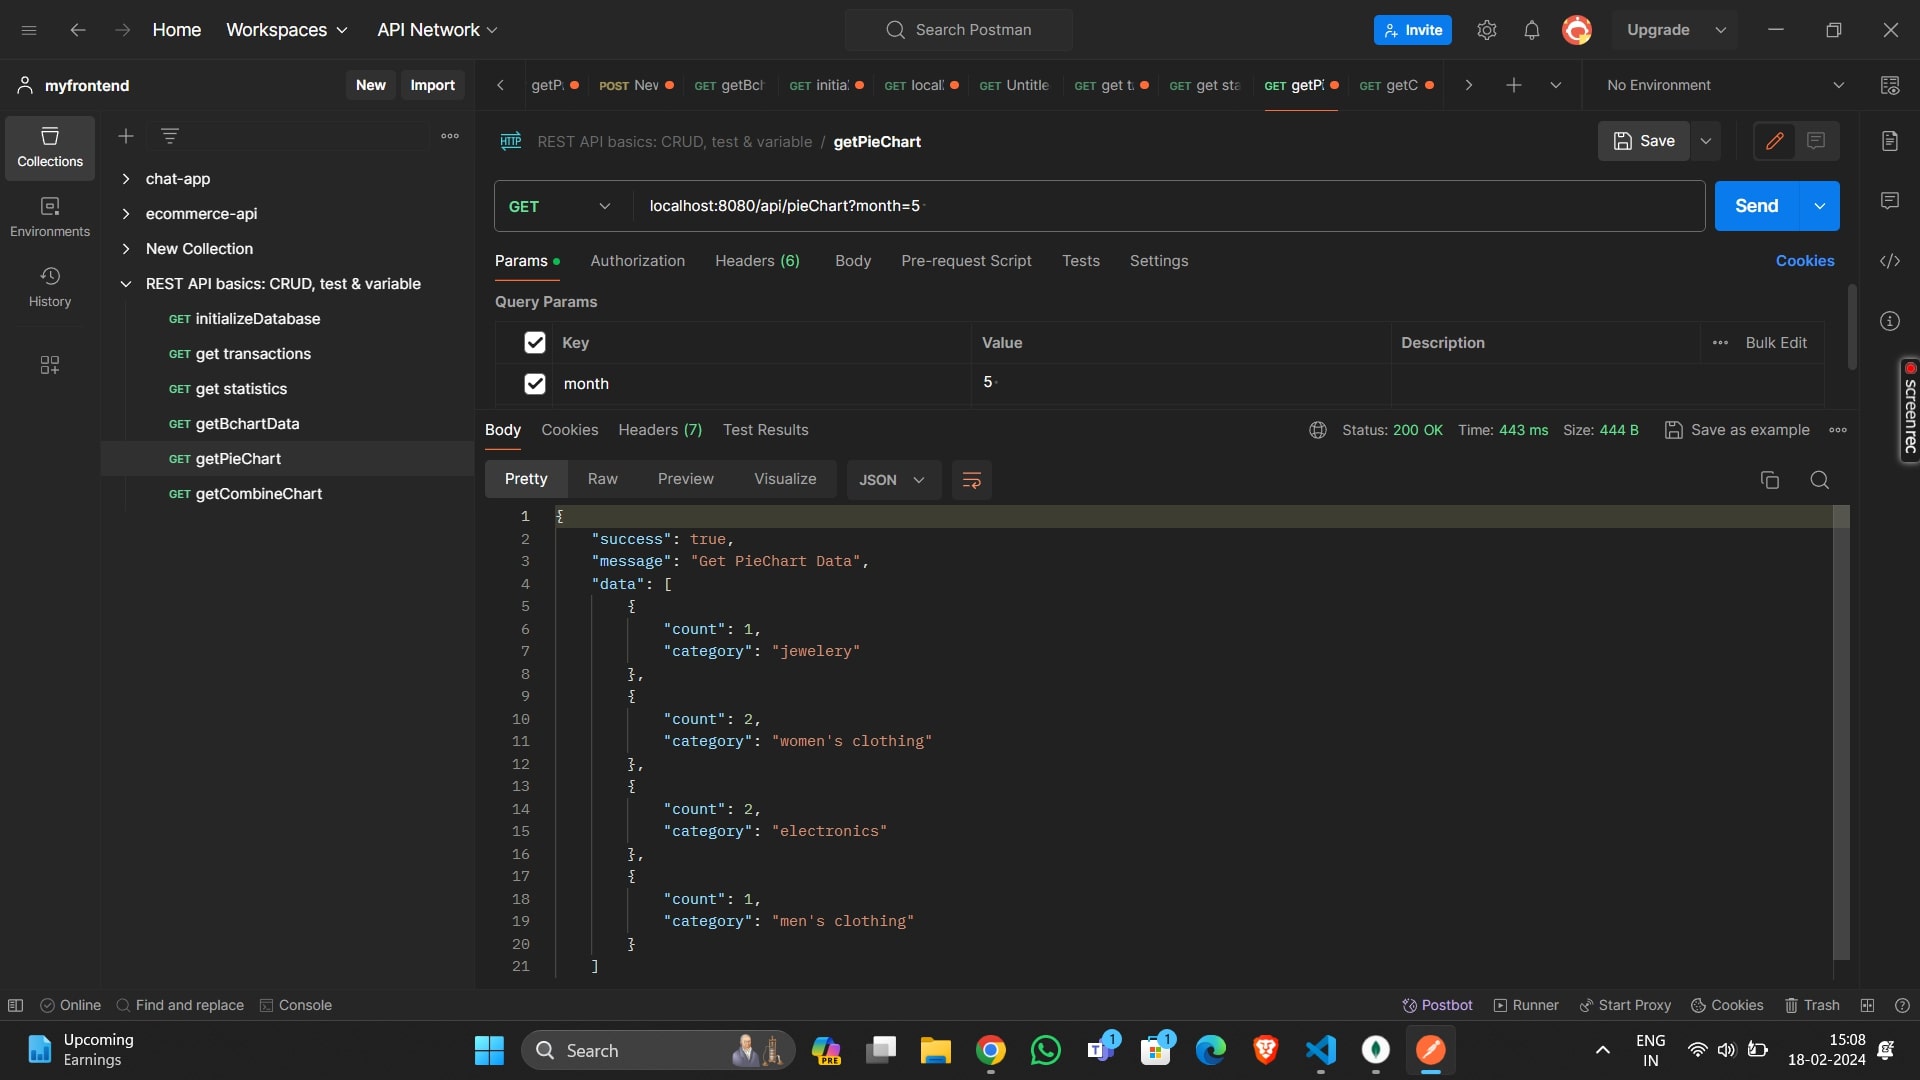 Home Workspaces API Network Search Postman Invite Upgrade
myfrontend New Import GET getBch GET initial GET local GET Untitle GET get sta GET getPi GET getC No Environment
Collections
Environments
History
chat-app
ecommerce-api
New Collection
REST API basics: CRUD, test & variable
GET initializeDatabase
GET get transactions
GET get statistics
GET getBchartData
GET getPieChart
GET getCombineChart
HTTP REST API basics: CRUD, test & variable / getPieChart Save
GET localhost:8080/api/pieChart?month=5 Send
Params Authorization Headers (6) Body Pre-request Script Tests Settings Cookies
Query Params
Key Value Description Bulk Edit
month 5
Body Cookies Headers (7) Test Results Status: 200 OK Time: 443 ms Size: 444 B Save as example
Pretty Raw Preview Visualize JSON
1 {
2 "success": true,
3 "message": "Get PieChart Data",
4 "data": [
5 {
6 "count": 1,
7 "category": "jewelery"
8 },
9 {
10 "count": 2,
11 "category": "women's clothing"
12 },
13 {
14 "count": 2,
15 "category": "electronics"
16 },
17 {
18 "count": 1,
19 "category": "men's clothing"
20 }
21 ]
screenrec
Online Find and replace Console Postbot Runner Start Proxy Cookies Trash
Upcoming
Earnings
Search
PRE
1
1
ENG
IN
15:08
18-02-2024